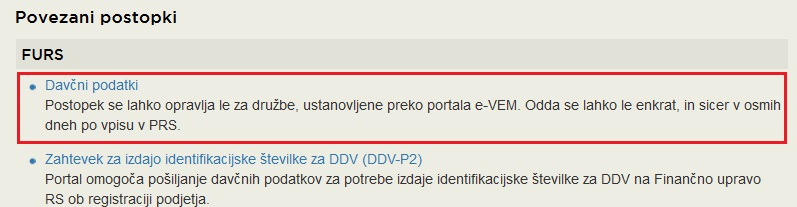 Povezani postopki
FURS
Davčni podatki
Postopek se lahko opravlja le za družbe, ustanovljene preko portala e-VEM. Odda se lahko le enkrat, in sicer v osmih
dneh po vpisu v PRS.
Zahtevek za izdajo identifikacijske številke za DDV (DDV-P2)
Portal omogoča pošiljanje davčnih podatkov za potrebe izdaje identifikacijske številke za DDV na Finančno upravo
RS ob registraciji podjetja.